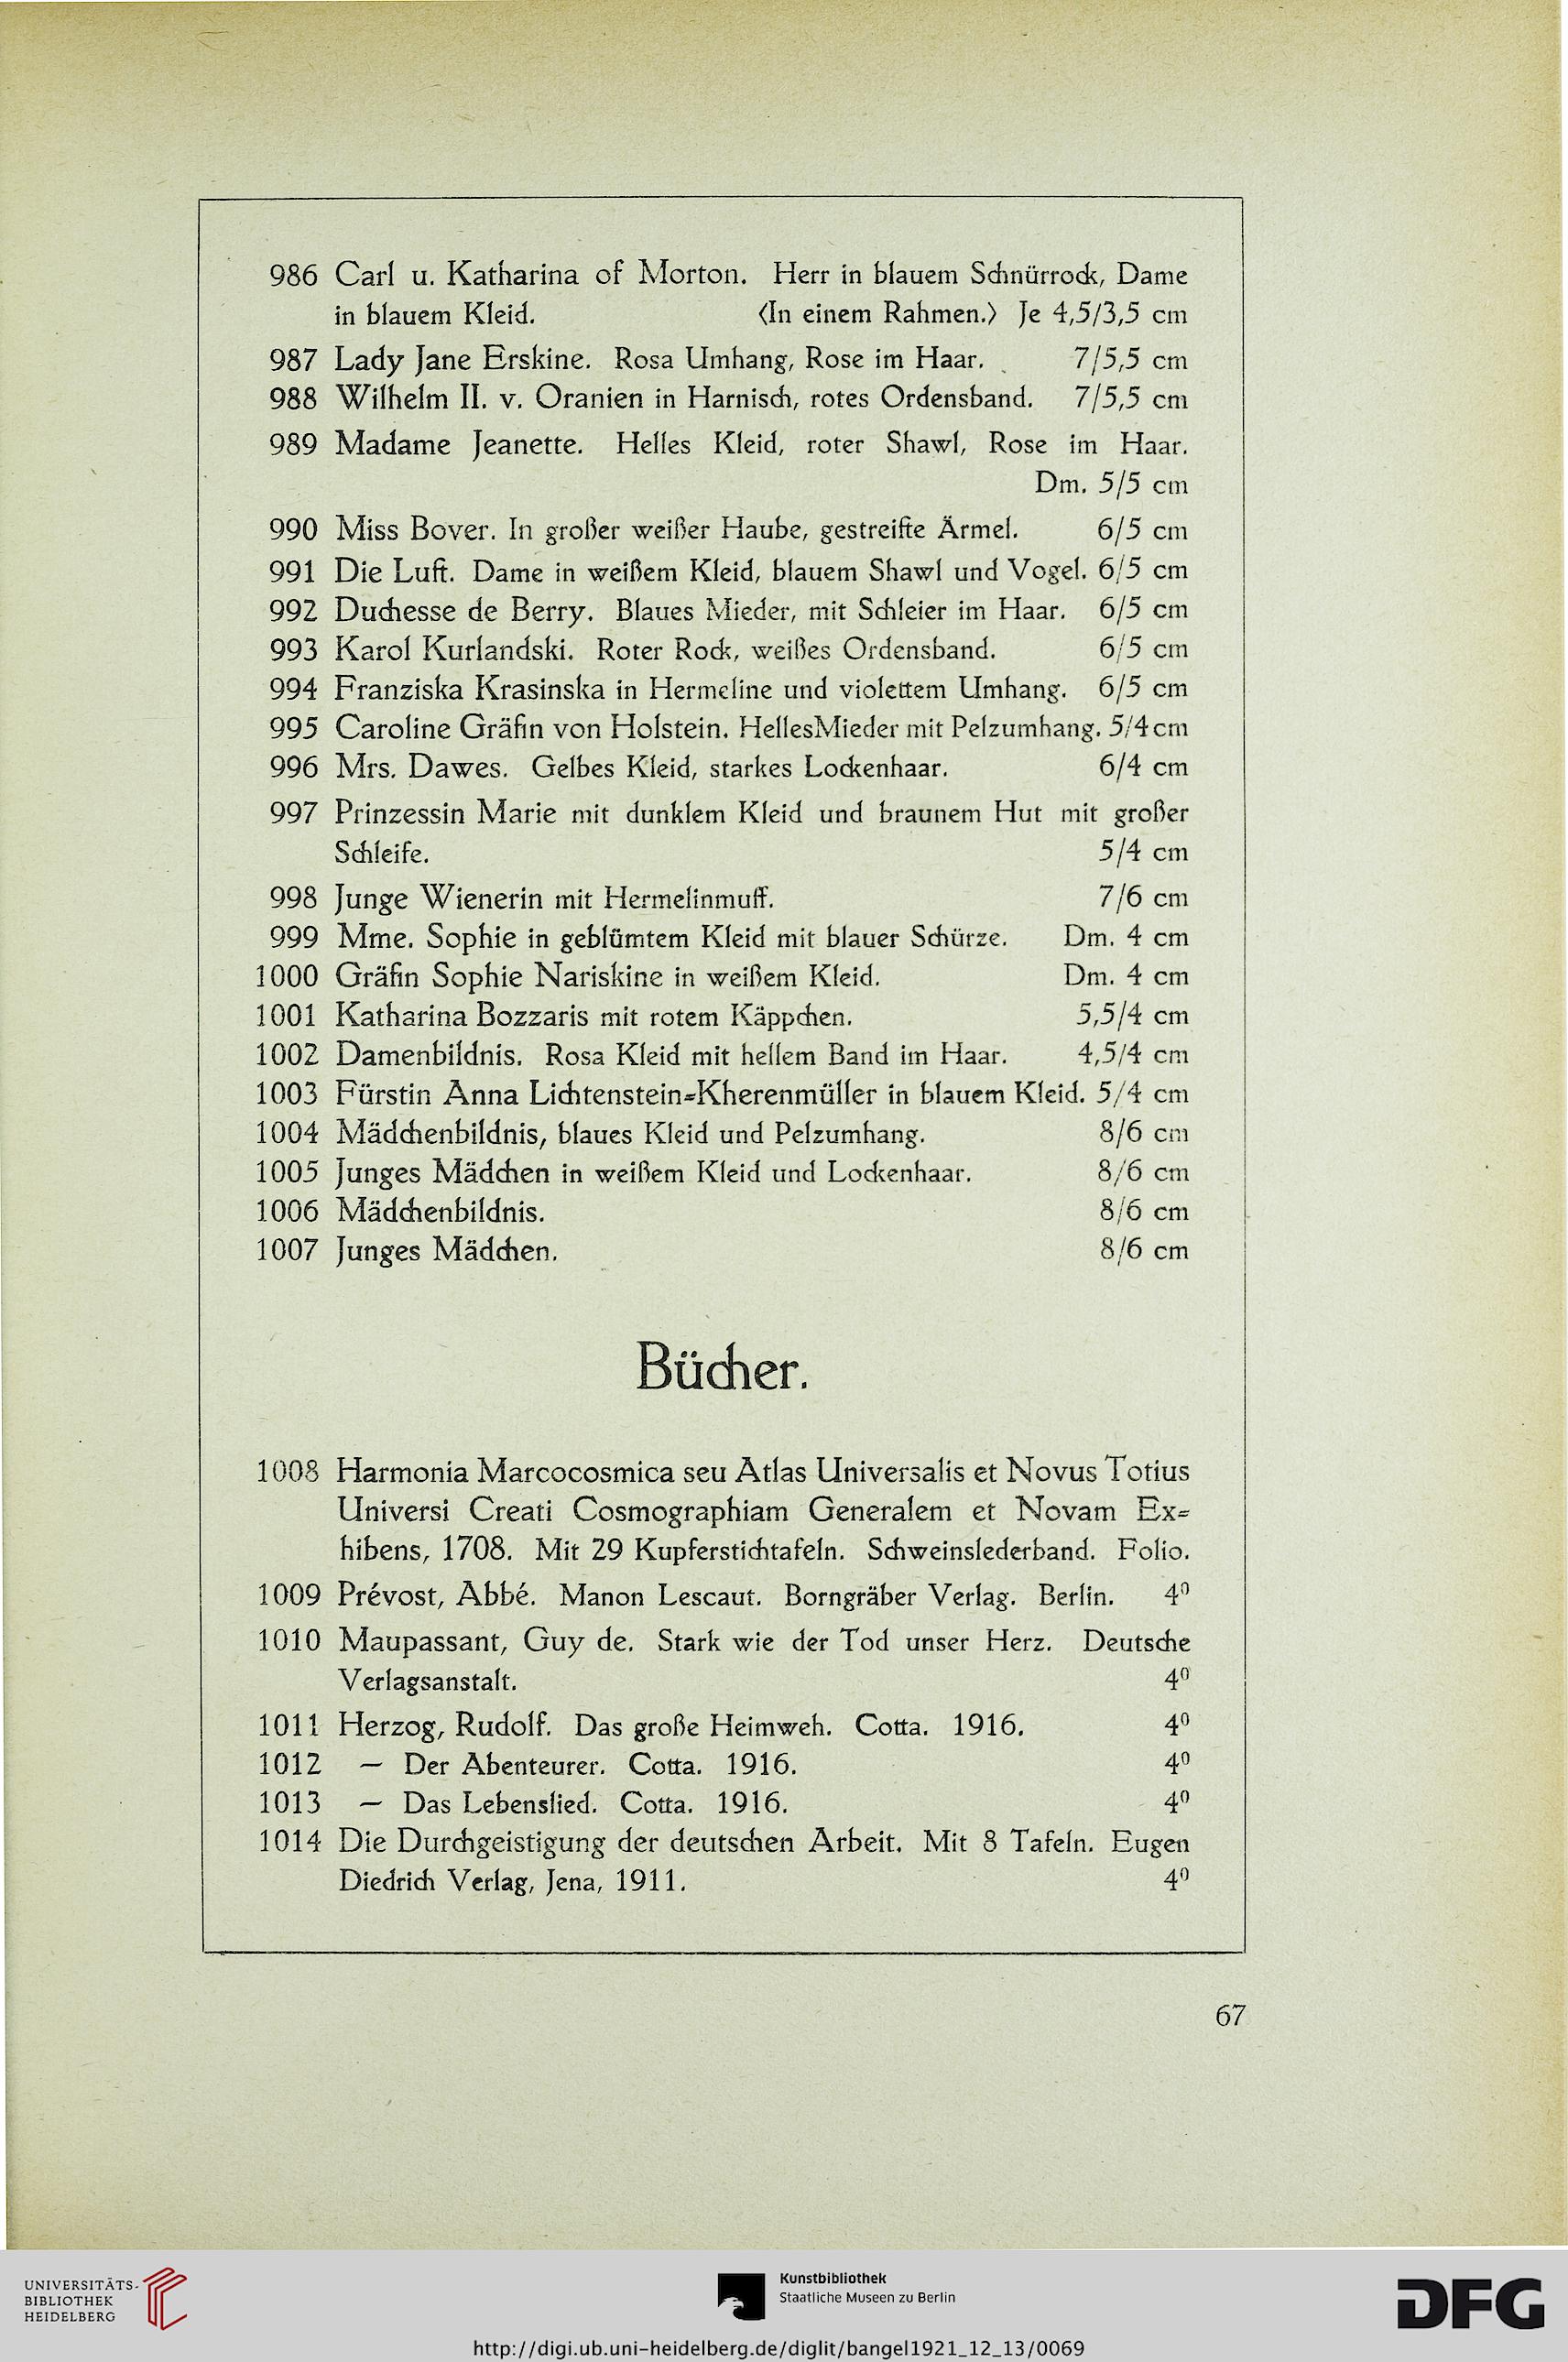 986 Carl u. Katharina of Morton. Herr in blauem Schnürrock, Dame
in blauem Kleid. ‹In einem Rahmen.› Je 4,5/3,5 cm
987 Lady Jane Erskine. Rosa Umhang, Rose im Haar. 7/5,5 cm
988 Wilhelm II. v. Oranien in Harnisch, rotes Ordensband. 7/5,5 cm
989 Madame Jeanette. Helles Kleid, roter Shawl, Rose im Haar.
Dm. 5/5 cm
990 Miss Bover. In großer weißer Haube, gestreifte Ärmel. 6/5 cm
991 Die Luft. Dame in weißem Kleid, blauem Shawl und Vogel. 6/5 cm
992 Duchesse de Berry. Blaues Mieder, mit Schleier im Haar. 6/5 cm
993 Karol Kurlandski. Roter Rock, weißes Ordensband. 6/5 cm
994 Franziska Krasinska in Hermeline und violettem Umhang. 6/5 cm
995 Caroline Gräfin von Holstein. HellesMieder mit Pelzumhang. 5/4cm
996 Mrs. Dawes. Gelbes Kleid, starkes Lockenhaar. 6/4 cm
997 Prinzessin Marie mit dunklem Kleid und braunem Hut mit großer
Schleife. 5/4 cm
998 Junge Wienerin mit Hermelinmuff. 7/6 cm
999 Mme. Sophie in geblümtem Kleid mit blauer Schürze. Dm. 4 cm
1000 Gräfin Sophie Nariskine in weißem Kleid. Dm. 4 cm
1001 Katharina Bozzaris mit rotem Käppchen. 5,5/4 cm
1002 Damenbildnis. Rosa Kleid mit hellem Band im Haar. 4,5/4 cm
1003 Fürstin Anna Lichtenstein=Kherenmüller in blauem Kleid. 5/4 cm
1004 Mädchenbildnis, blaues Kleid und Pelzumhang. 8/6 cm
1005 Junges Mädchen in weißem Kleid und Lockenhaar. 8/6 cm
1006 Mädchenbildnis. 8/6 cm
1007 Junges Mädchen. 8/6 cm
Bücher.
1008 Harmonia Marcocosmica seu Atlas Universalis et Novus Totius
Universi Creati Cosmographiam Generalem et Novam Ex=
hibens, 1708. Mit 29 Kupferstichtafeln. Schweinslederband. Folio.
1009 Prévost, Abbé. Manon Lescaut. Borngräber Verlag. Berlin. 4⁰
1010 Maupassant, Guy de. Stark wie der Tod unser Herz. Deutsche
Verlagsanstalt. 4⁰
1011 Herzog, Rudolf. Das große Heimweh. Cotta. 1916. 4⁰
1012 — Der Abenteurer. Cotta. 1916. 4⁰
1013 — Das Lebenslied. Cotta. 1916. 4⁰
1014 Die Durchgeistigung der deutschen Arbeit. Mit 8 Tafeln. Eugen
Diedrich Verlag, Jena, 1911. 4⁰
67
UNIVERSITÄTS-
BIBLIOTHEK
HEIDELBERG
Kunstbibliothek
Staatliche Museen zu Berlin
DFG
http://digi.ub.uni-heidelberg.de/diglit/bangel1921_12_13/0069